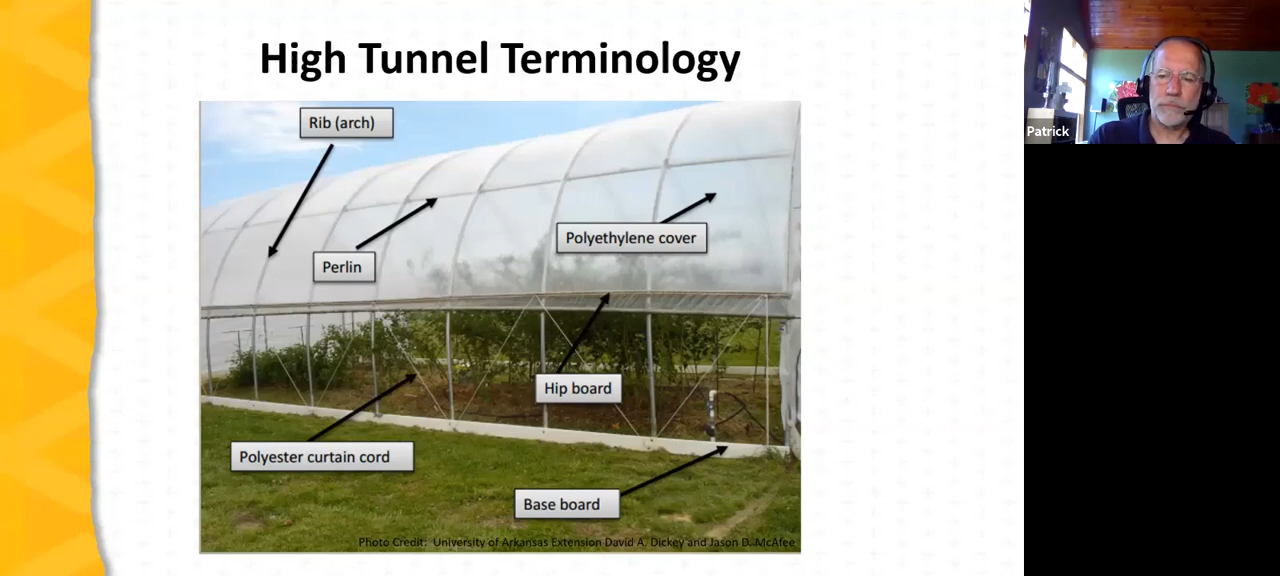 High Tunnel Terminology
Rib (arch)
Polyethylene cover
Perlin
Hip board
Polyester curtain cord
Base board
Photo Credit: University of Arkansas Extension David A. Dickey and Jason D. McAfee
Patrick